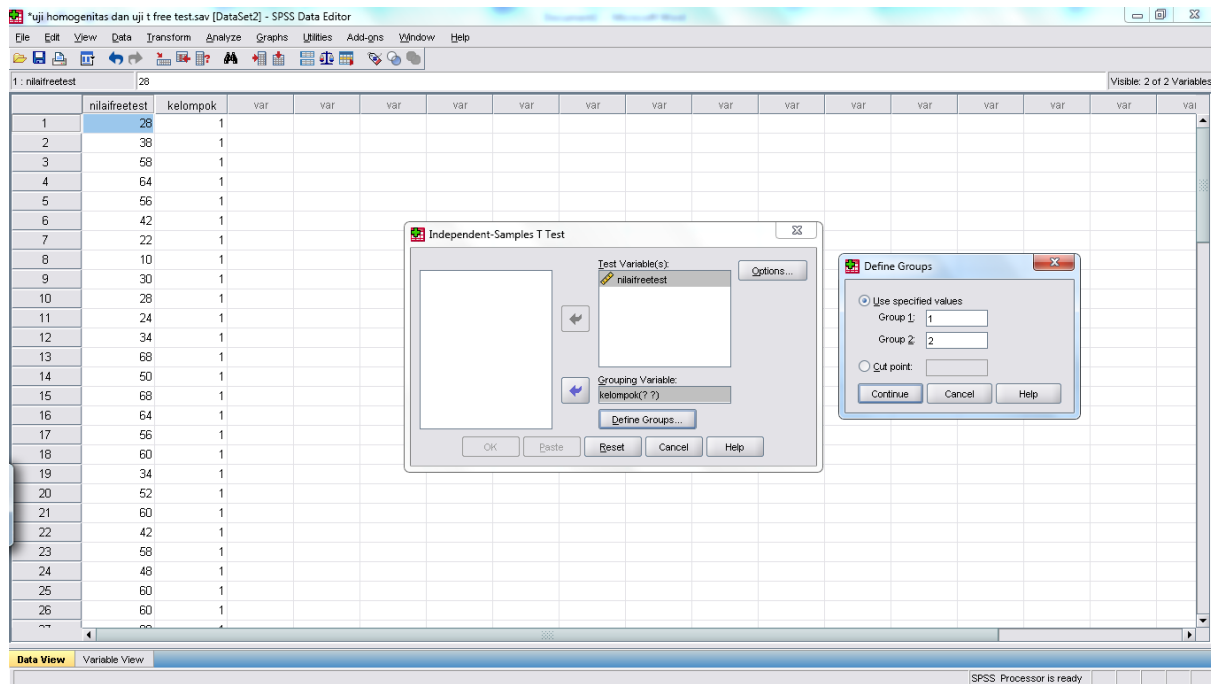 *uji homogenitas dan uji t free test.sav [DataSet2] - SPSS Data Editor
File Edit View Data Transform Analyze Graphs Utilities Add-ons Window Help
1 : nilaifreetest 28 Visible: 2 of 2 Variables
nilaifreetest kelompok var var var var var var var var var var var var var var var
1 28 1
2 38 1
3 58 1
4 64 1
5 56 1
6 42 1
7 22 1
8 10 1
9 30 1
10 28 1
11 24 1
12 34 1
13 68 1
14 50 1
15 68 1
16 64 1
17 56 1
18 60 1
19 34 1
20 52 1
21 60 1
22 42 1
23 58 1
24 48 1
25 60 1
26 60 1
Independent-Samples T Test
Test Variable(s):
nilaifreetest
Options...
Grouping Variable:
kelompok(? ?)
Define Groups...
OK Paste Reset Cancel Help
Define Groups
Use specified values
Group 1: 1
Group 2: 2
Cut point:
Continue Cancel Help
Data View Variable View
SPSS Processor is ready